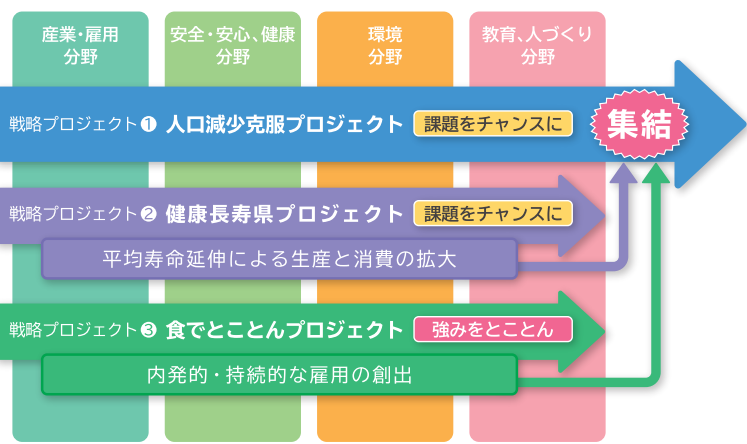 産業・雇用
分野
安全・安心、健康
分野
環境
分野
教育、人づくり
分野
戦略プロジェクト❶ 人口減少克服プロジェクト 課題をチャンスに 集結
戦略プロジェクト❷ 健康長寿県プロジェクト 課題をチャンスに
平均寿命延伸による生産と消費の拡大
戦略プロジェクト❸ 食でとことんプロジェクト 強みをとことん
内発的・持続的な雇用の創出